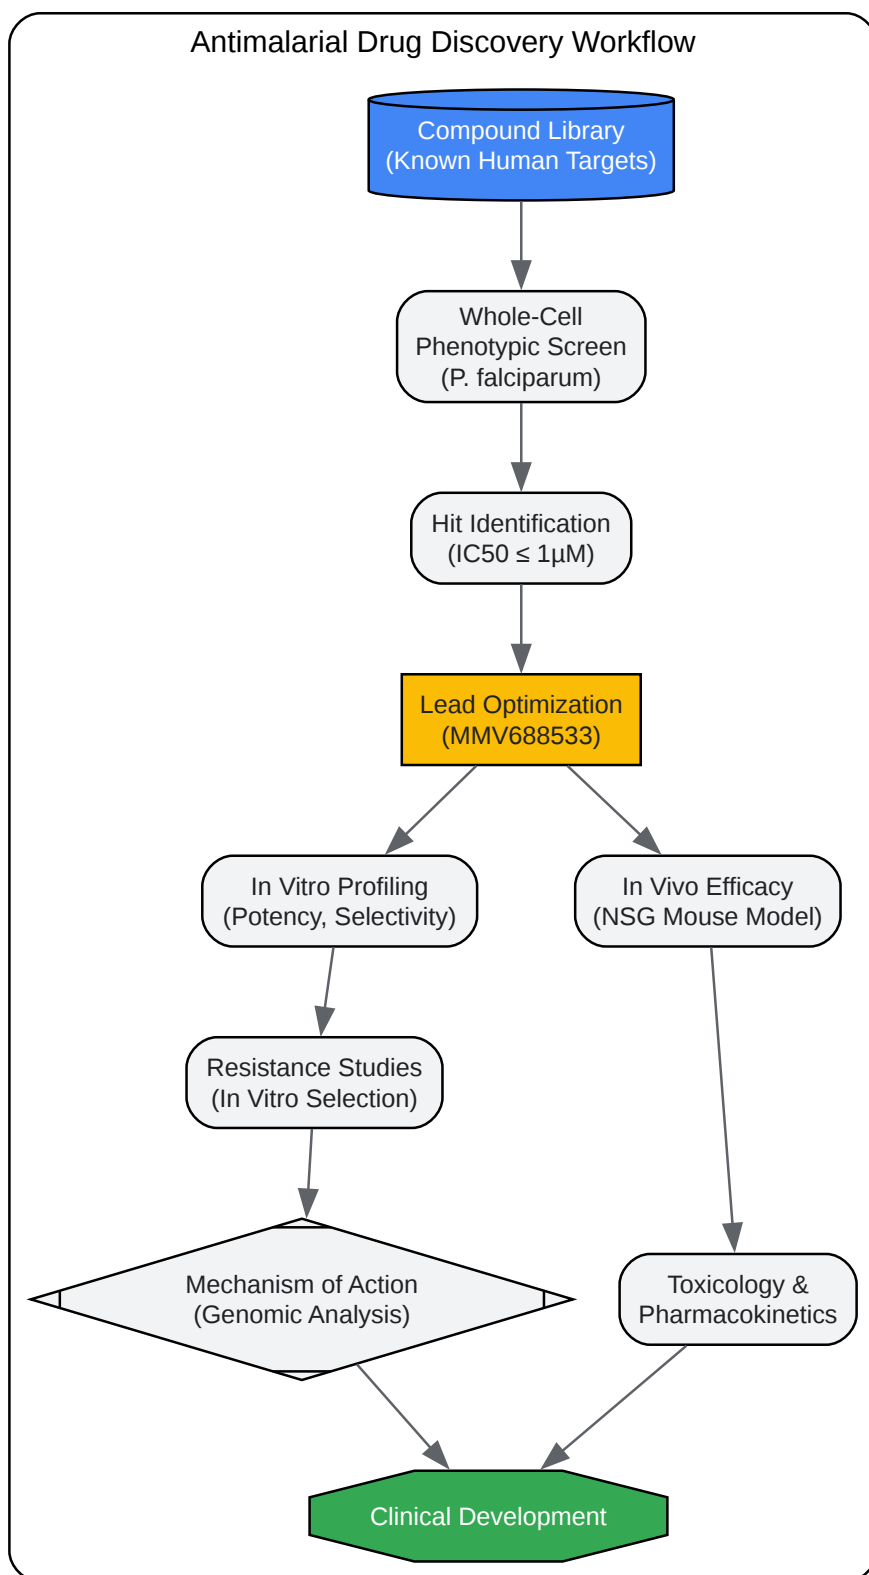 Antimalarial Drug Discovery Workflow
Compound Library
(Known Human Targets)
Whole-Cell
Phenotypic Screen
(P. falciparum)
Hit Identification
(IC50 ≤ 1µM)
Lead Optimization
(MMV688533)
In Vitro Profiling
(Potency, Selectivity)
In Vivo Efficacy
(NSG Mouse Model)
Resistance Studies
(In Vitro Selection)
Mechanism of Action
(Genomic Analysis)
Toxicology &
Pharmacokinetics
Clinical Development